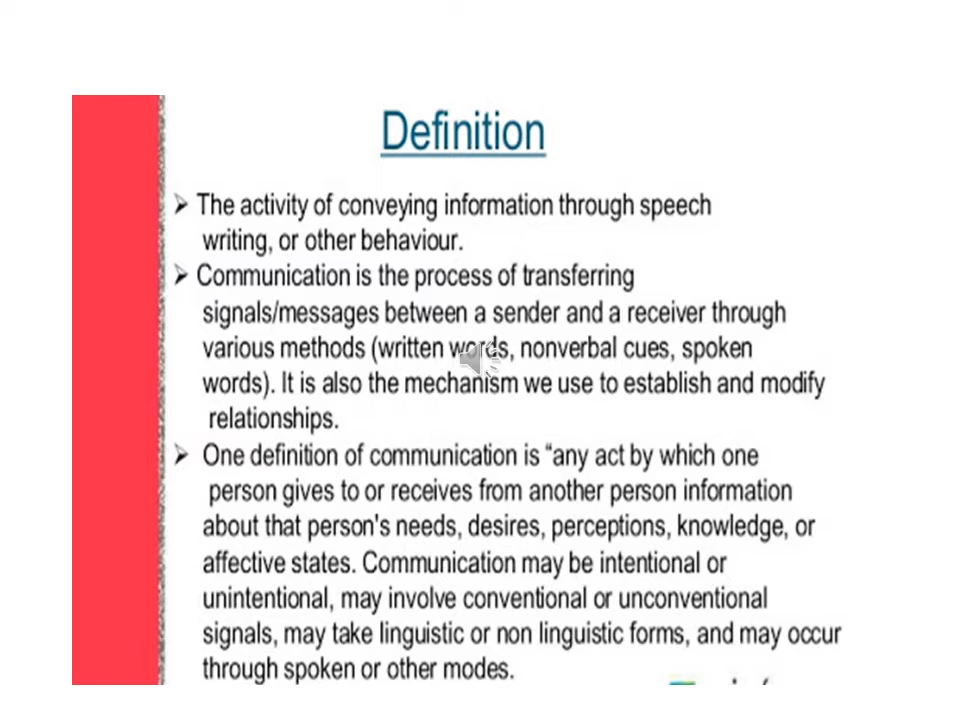 Definition
➢ The activity of conveying information through speech
writing, or other behaviour.
➢ Communication is the process of transferring
signals/messages between a sender and a receiver through
various methods (written words, nonverbal cues, spoken
words). It is also the mechanism we use to establish and modify
relationships.
➢ One definition of communication is “any act by which one
person gives to or receives from another person information
about that person's needs, desires, perceptions, knowledge, or
affective states. Communication may be intentional or
unintentional, may involve conventional or unconventional
signals, may take linguistic or non linguistic forms, and may occur
through spoken or other modes.